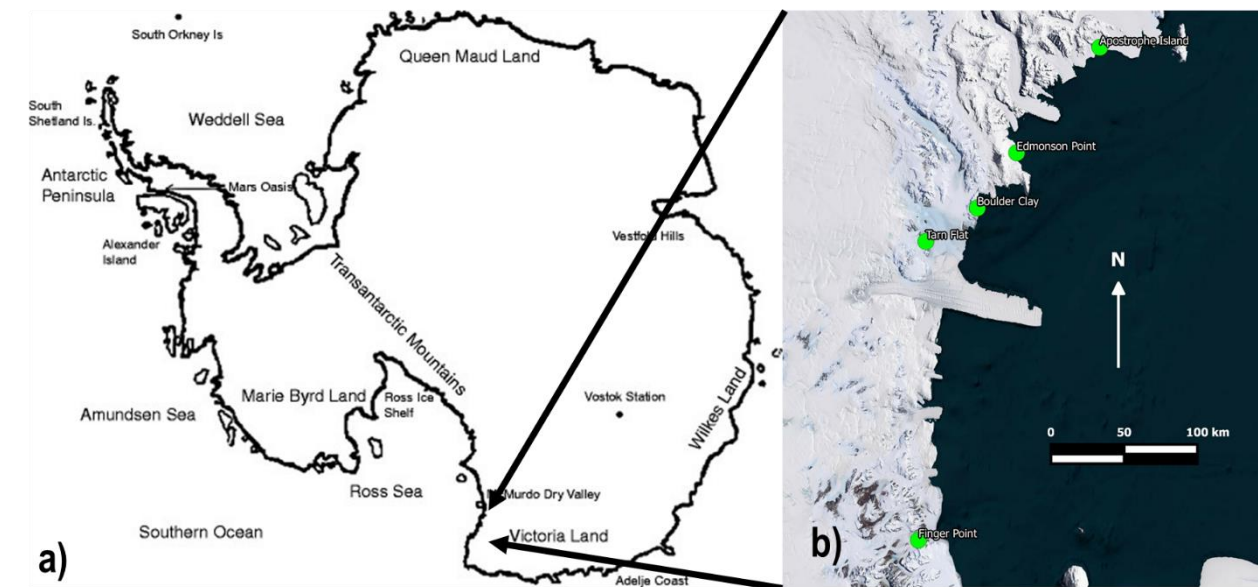 South Orkney Is
Queen Maud Land
South
Shetland Is.
Weddell Sea
Antarctic
Peninsula
Mars Oasis
Alexander
Island
Vestfold Hills
Transantarctic Mountains
Marie Byrd Land
Ross Ice
Shelf
Vostok Station
Wilkes Land
Amundsen Sea
Ross Sea
Murdo Dry Valley
Southern Ocean
Victoria Land
Adelje Coast
a)
Apostrophe Island
Edmonson Point
Boulder Clay
Tarn Flat
N
0 50 100 km
Finger Point
b)